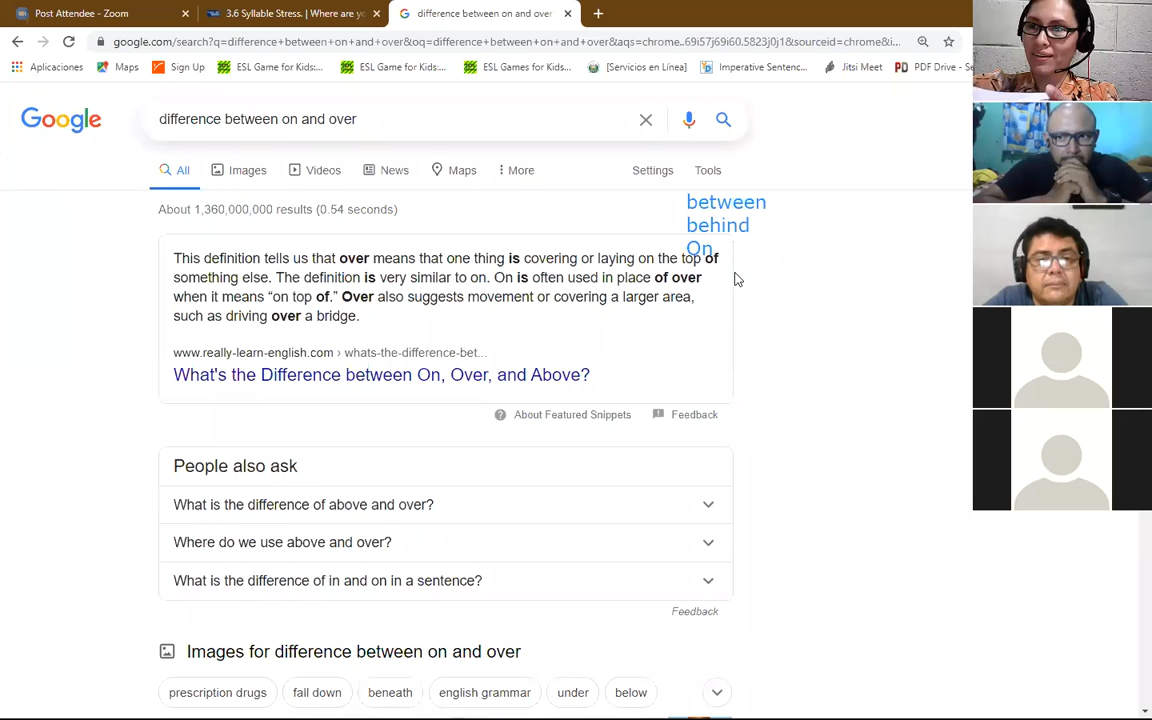 Post Attendee - Zoom
3.6 Syllable Stress. | Where are yo
difference between on and over
google.com/search?q=difference+between+on+and+over&oq=difference+between+on+and+over&aqs=chrome..69i57j69i60.5823j0j1&sourceid=chrome&i...
Aplicaciones
Maps
Sign Up
ESL Game for Kids:...
ESL Game for Kids:...
ESL Games for Kids:...
[Servicios en Línea]
Imperative Sentenc...
Jitsi Meet
PDF Drive - Se
Google
difference between on and over
All
Images
Videos
News
Maps
More
Settings
Tools
About 1,360,000,000 results (0.54 seconds)
between
behind
On
This definition tells us that over means that one thing is covering or laying on the top of
something else. The definition is very similar to on. On is often used in place of over
when it means “on top of.” Over also suggests movement or covering a larger area,
such as driving over a bridge.
www.really-learn-english.com › whats-the-difference-bet...
What's the Difference between On, Over, and Above?
About Featured Snippets
Feedback
People also ask
What is the difference of above and over?
Where do we use above and over?
What is the difference of in and on in a sentence?
Feedback
Images for difference between on and over
prescription drugs
fall down
beneath
english grammar
under
below